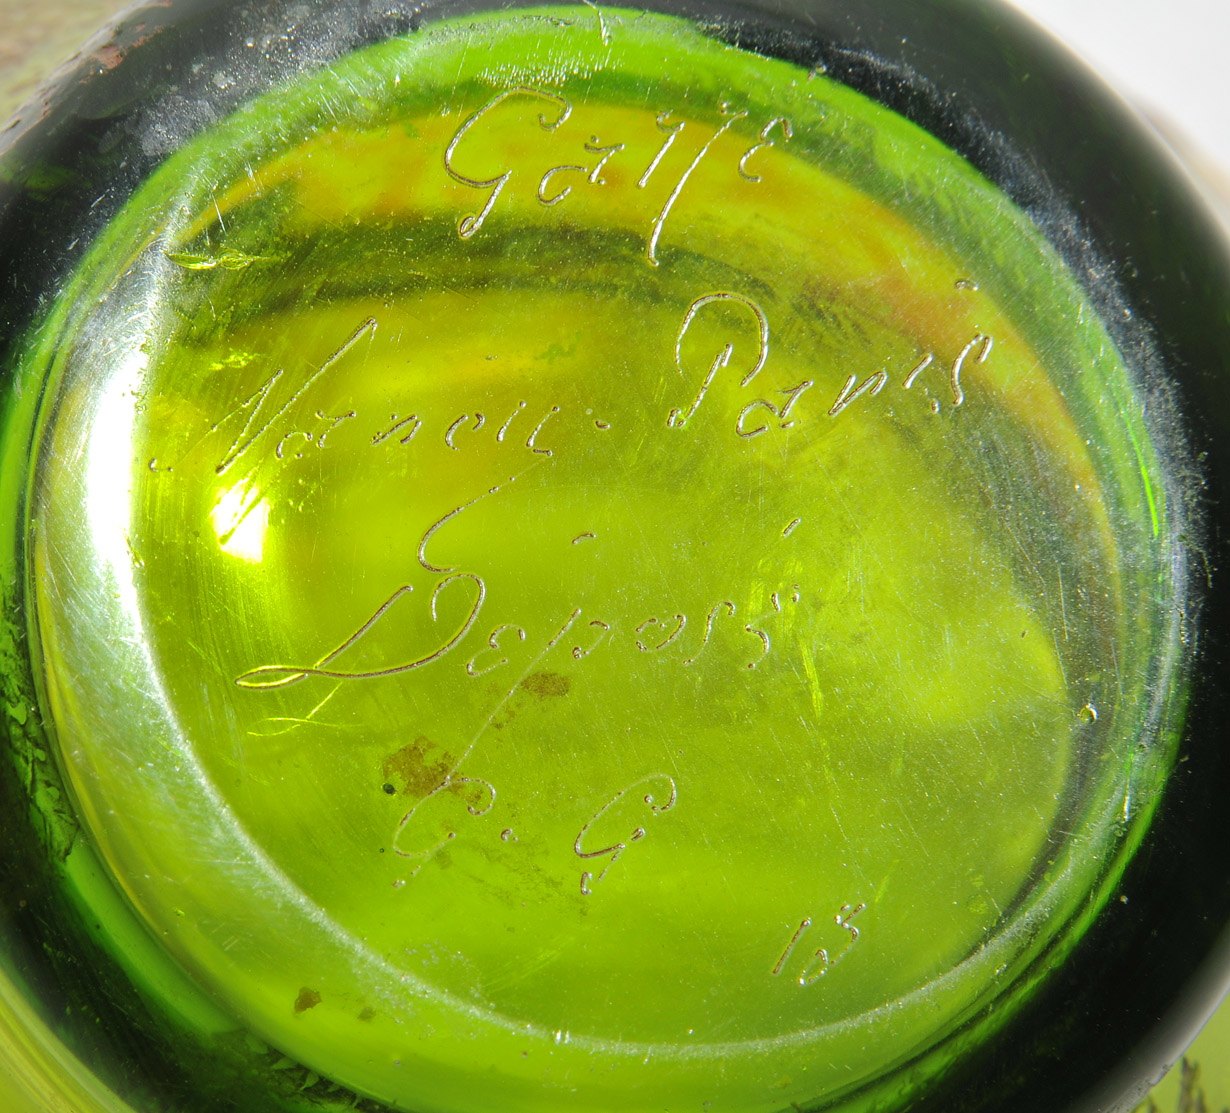 Gallé
Nancy - Paris
Déposé
E. G
13